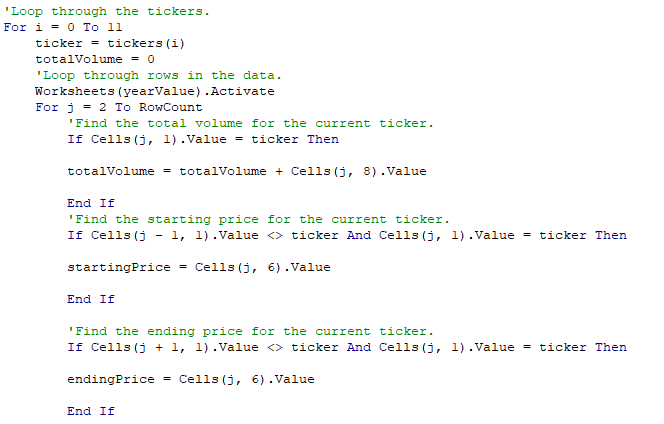 'Loop through the tickers.
For i = 0 To 11
ticker = tickers(i)
totalVolume = 0
'Loop through rows in the data.
Worksheets(yearValue).Activate
For j = 2 To RowCount
'Find the total volume for the current ticker.
If Cells(j, 1).Value = ticker Then
totalVolume = totalVolume + Cells(j, 8).Value
End If
'Find the starting price for the current ticker.
If Cells(j - 1, 1).Value <> ticker And Cells(j, 1).Value = ticker Then
startingPrice = Cells(j, 6).Value
End If
'Find the ending price for the current ticker.
If Cells(j + 1, 1).Value <> ticker And Cells(j, 1).Value = ticker Then
endingPrice = Cells(j, 6).Value
End If